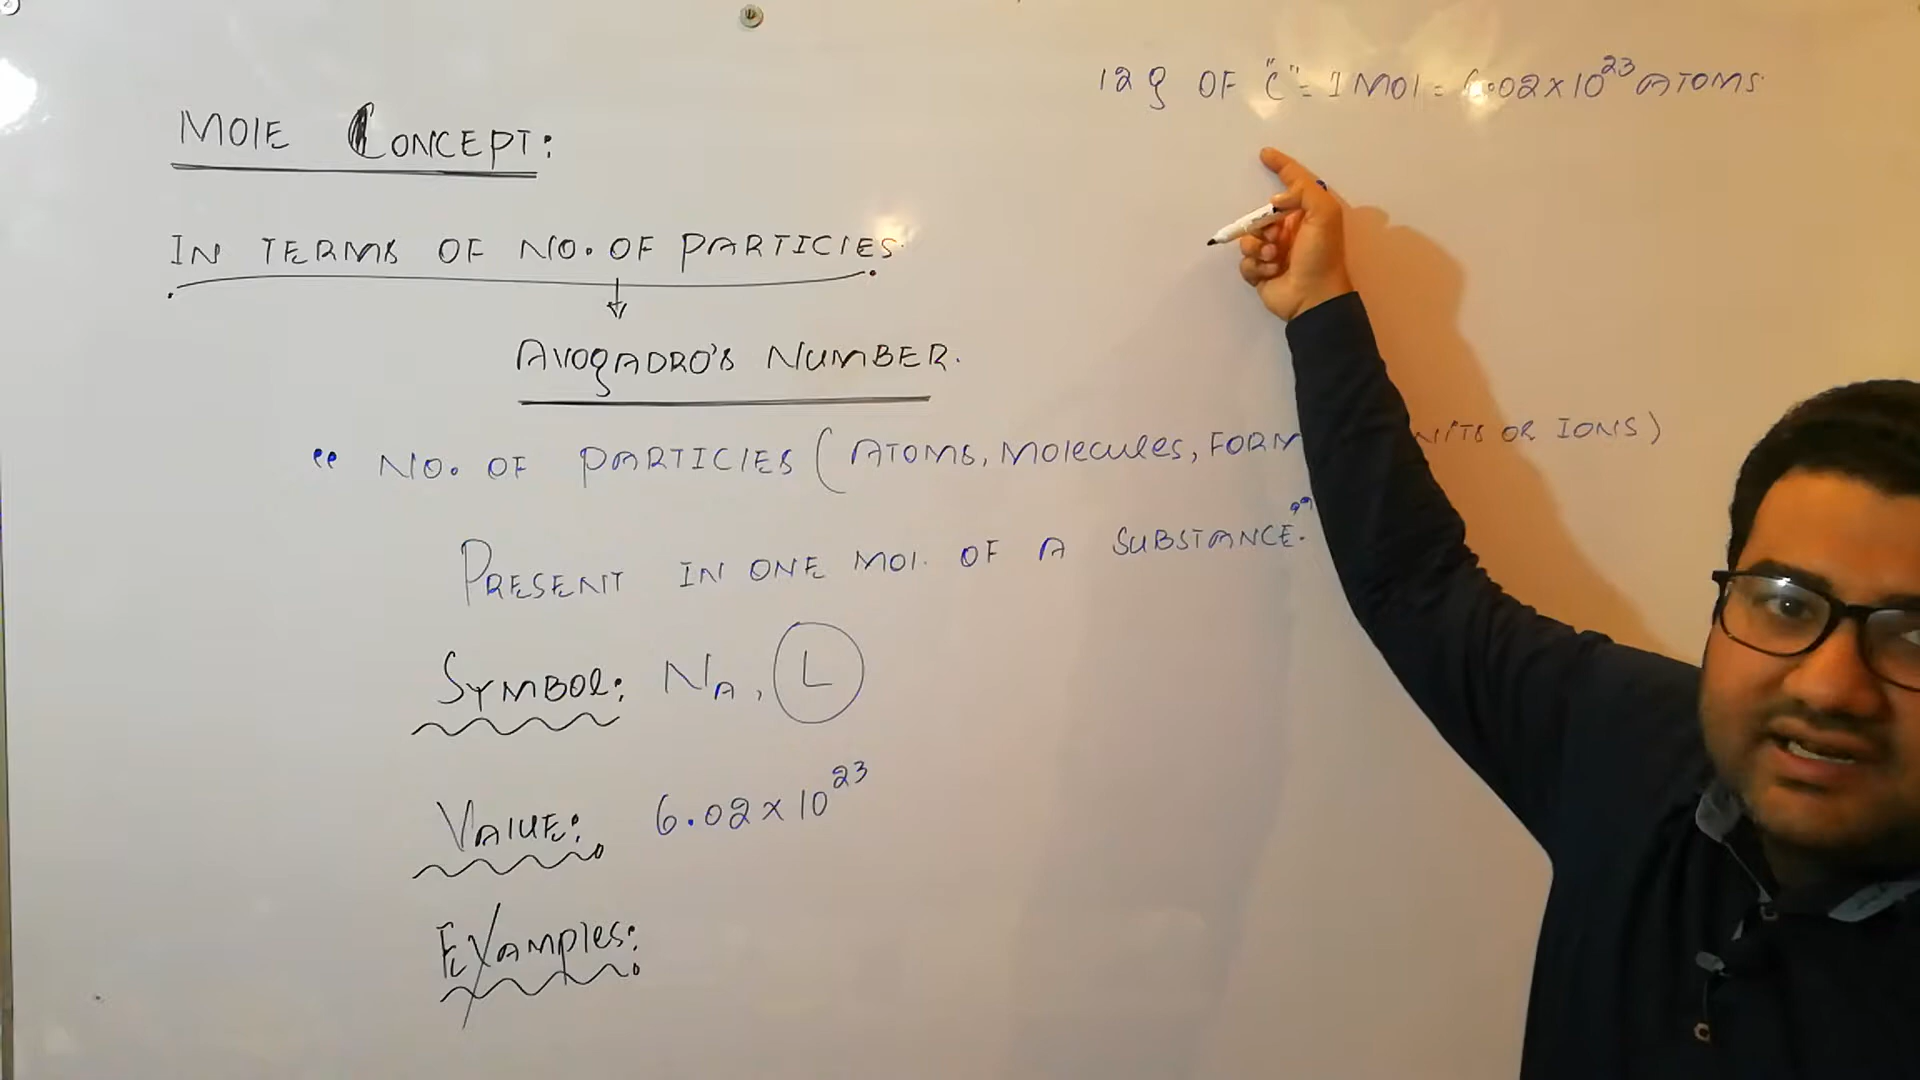 12 g OF "C" = 1 MOl = 6.02 x 10^23 ATOMS.
MOlE CONCEPT:
IN TERMS OF NO. OF PARTIClES.
AVOGADRO'S NUMBER.
" NO. OF PARTIClES (ATOMS, MOlEculES, FORM NITS OR IONS)
PRESENT IN ONE MOl. OF A SUBSTANCE."
SYMBOl: NA, L
VAlUE: 6.02 x 10^23
EXAMPlES: